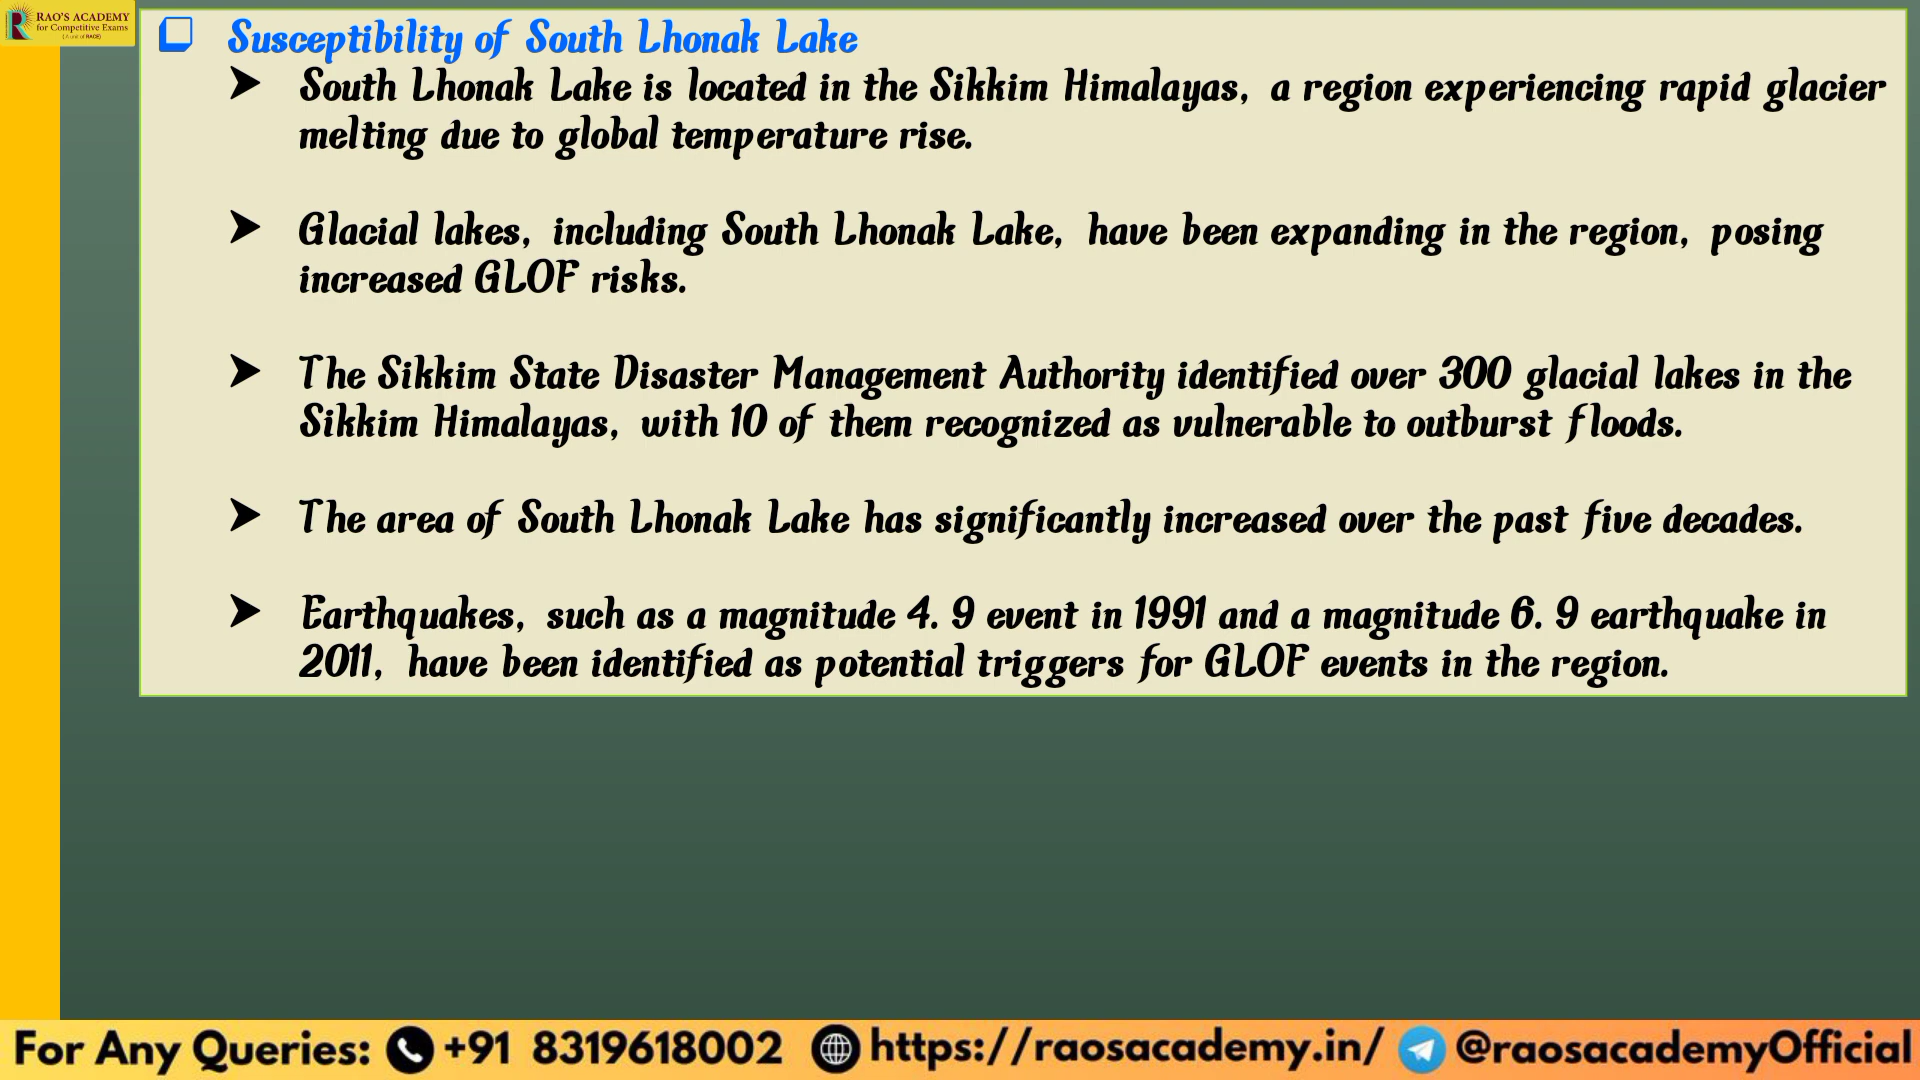 RAO'S ACADEMY
for Competitive Exams
(A unit of RACE)
Susceptibility of South Lhonak Lake
South Lhonak Lake is located in the Sikkim Himalayas, a region experiencing rapid glacier
melting due to global temperature rise.
Glacial lakes, including South Lhonak Lake, have been expanding in the region, posing
increased GLOF risks.
The Sikkim State Disaster Management Authority identified over 300 glacial lakes in the
Sikkim Himalayas, with 10 of them recognized as vulnerable to outburst floods.
The area of South Lhonak Lake has significantly increased over the past five decades.
Earthquakes, such as a magnitude 4. 9 event in 1991 and a magnitude 6. 9 earthquake in
2011, have been identified as potential triggers for GLOF events in the region.
For Any Queries: +91 8319618002 https://raosacademy.in/ @raosacademyOfficial